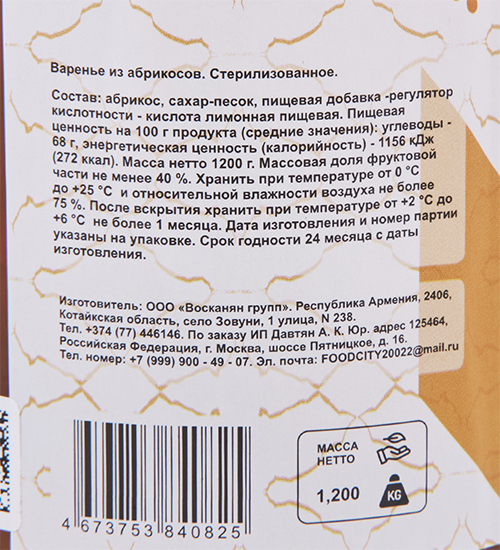 Варенье из абрикосов. Стерилизованное.
Состав: абрикос, сахар-песок, пищевая добавка -регулятор
кислотности - кислота лимонная пищевая. Пищевая
ценность на 100 г продукта (средние значения): углеводы -
68 г, энергетическая ценность (калорийность) - 1156 кДж
(272 ккал). Масса нетто 1200 г. Массовая доля фруктовой
части не менее 40 %. Хранить при температуре от 0 °C
до +25 °C и относительной влажности воздуха не более
75 %. После вскрытия хранить при температуре от +2 °C до
+6 °C не более 1 месяца. Дата изготовления и номер партии
указаны на упаковке. Срок годности 24 месяца с даты
изготовления.
Изготовитель: ООО «Восканян групп». Республика Армения, 2406,
Котайкская область, село Зовуни, 1 улица, N 238.
Тел. +374 (77) 446146. По заказу ИП Давтян А. К. Юр. адрес 125464,
Российская Федерация, г. Москва, шоссе Пятницкое, д. 16.
Тел. номер: +7 (999) 900 - 49 - 07. Эл. почта: FOODCITY20022@mail.ru
МАССА
НЕТТО
1,200
KG
4 673753 840825